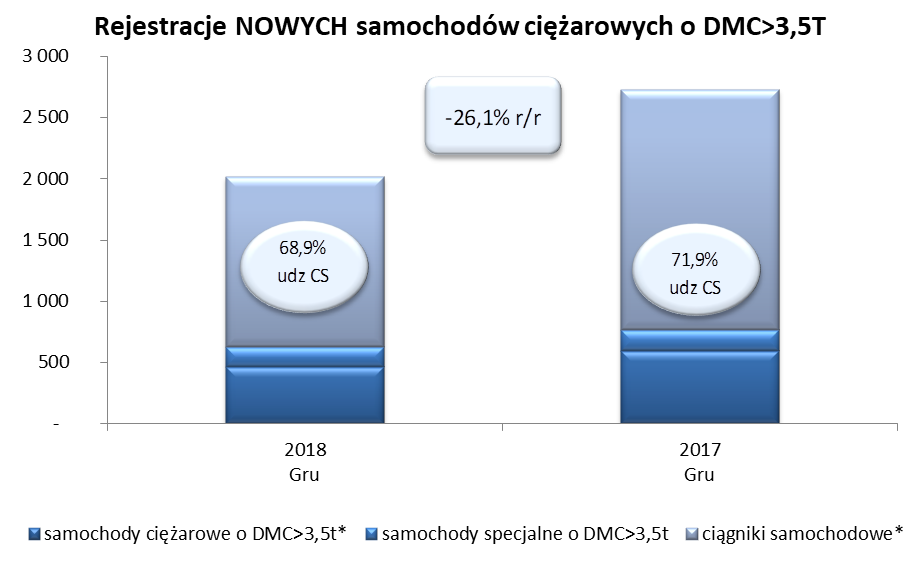 Rejestracje NOWYCH samochodów ciężarowych o DMC>3,5T
3 000
2 500
2 000
1 500
1 000
500
-
-26,1% r/r
68,9%
udz CS
71,9%
udz CS
2018
Gru
2017
Gru
samochody ciężarowe o DMC>3,5t*
samochody specjalne o DMC>3,5t
ciągniki samochodowe*